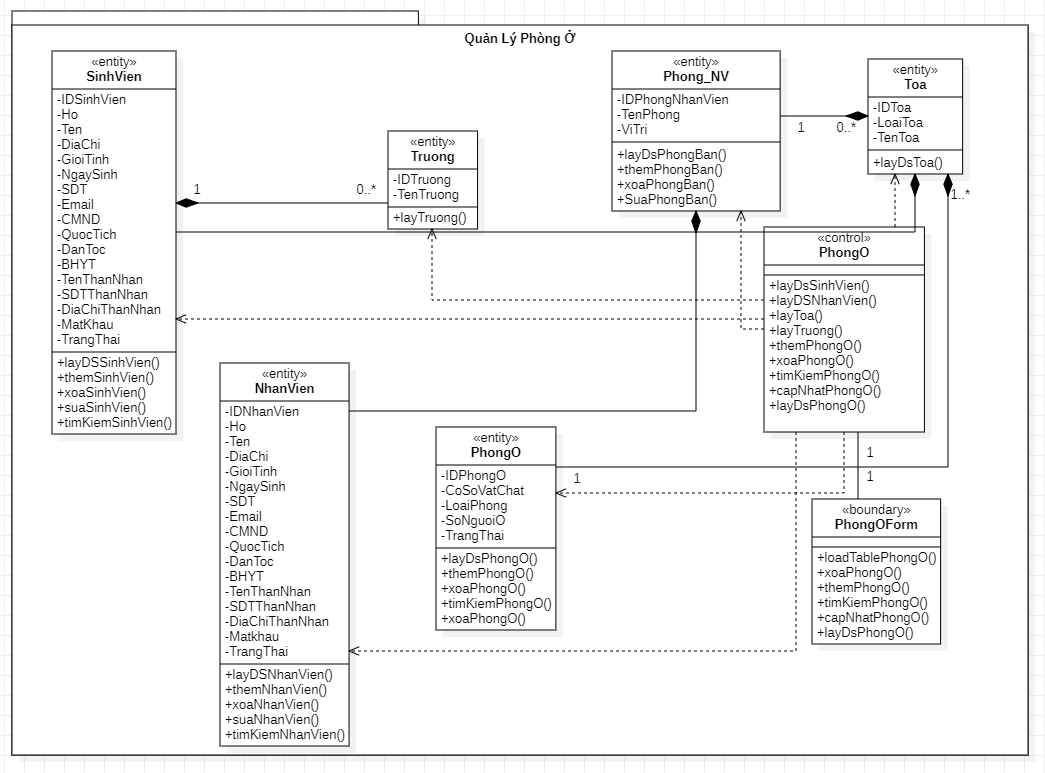 Quản Lý Phòng Ở
«entity»
SinhVien
-IDSinhVien
-Ho
-Ten
-DiaChi
-GioiTinh
-NgaySinh
-SDT
-Email
-CMND
-QuocTich
-DanToc
-BHYT
-TenThanNhan
-SDTThanNhan
-DiaChiThanNhan
-MatKhau
-TrangThai
+layDSSinhVien()
+themSinhVien()
+xoaSinhVien()
+suaSinhVien()
+timKiemSinhVien()
1
0..*
«entity»
Truong
-IDTruong
-TenTruong
+layTruong()
«entity»
Phong_NV
-IDPhongNhanVien
-TenPhong
-ViTri
+layDsPhongBan()
+themPhongBan()
+xoaPhongBan()
+SuaPhongBan()
1
0..*
«entity»
Toa
-IDToa
-LoaiToa
-TenToa
+layDsToa()
1..*
«control»
PhongO
+layDsSinhVien()
+layDSNhanVien()
+layToa()
+layTruong()
+themPhongO()
+xoaPhongO()
+timKiemPhongO()
+capNhatPhongO()
+layDsPhongO()
1
1
«entity»
NhanVien
-IDNhanVien
-Ho
-Ten
-DiaChi
-GioiTinh
-NgaySinh
-SDT
-Email
-CMND
-QuocTich
-DanToc
-BHYT
-TenThanNhan
-SDTThanNhan
-DiaChiThanNhan
-Matkhau
-TrangThai
+layDSNhanVien()
+themNhanVien()
+xoaNhanVien()
+suaNhanVien()
+timKiemNhanVien()
«entity»
PhongO
-IDPhongO
-CoSoVatChat
-LoaiPhong
-SoNguoiO
-TrangThai
+layDsPhongO()
+themPhongO()
+xoaPhongO()
+timKiemPhongO()
+xoaPhongO()
1
«boundary»
PhongOForm
+loadTablePhongO()
+xoaPhongO()
+themPhongO()
+timKiemPhongO()
+capNhatPhongO()
+layDsPhongO()